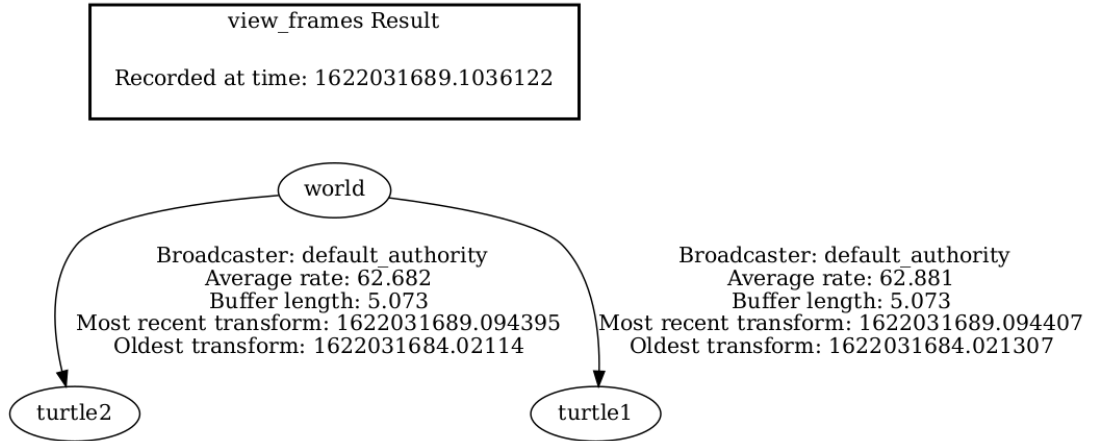 view_frames Result
Recorded at time: 1622031689.1036122
world
Broadcaster: default_authority
Average rate: 62.682
Buffer length: 5.073
Most recent transform: 1622031689.094395
Oldest transform: 1622031684.02114
Broadcaster: default_authority
Average rate: 62.881
Buffer length: 5.073
Most recent transform: 1622031689.094407
Oldest transform: 1622031684.021307
turtle2
turtle1